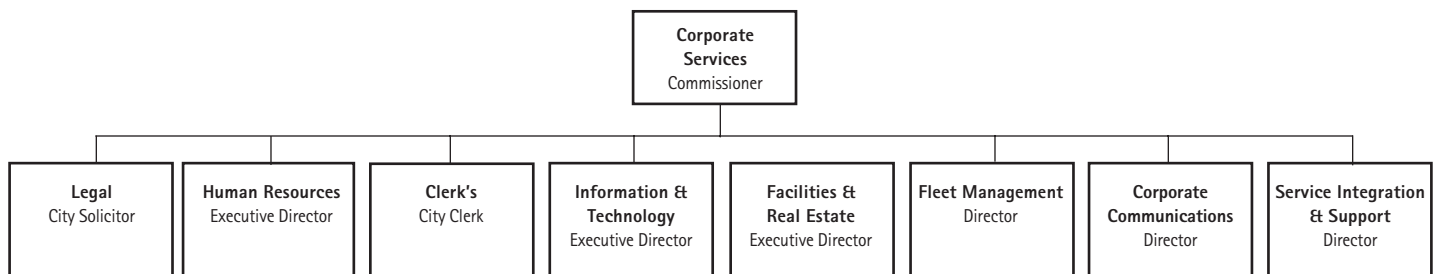 Corporate
Services
Commissioner
Legal
City Solicitor
Human Resources
Executive Director
Clerk's
City Clerk
Information &
Technology
Executive Director
Facilities &
Real Estate
Executive Director
Fleet Management
Director
Corporate
Communications
Director
Service Integration
& Support
Director